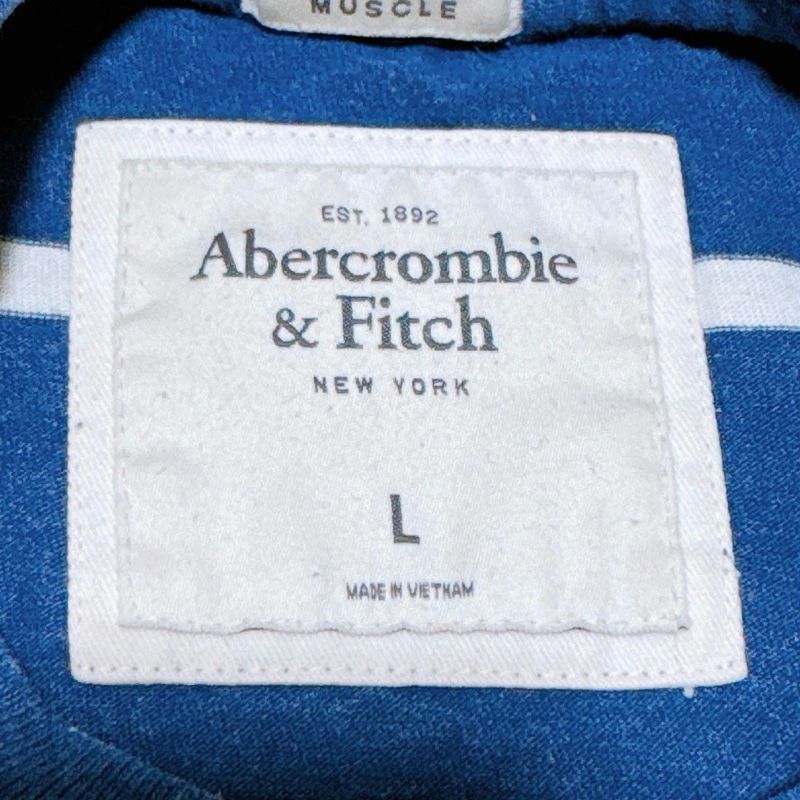 MUSCLE
EST. 1892
Abercrombie
& Fitch
NEW YORK
L
MADE IN VIETNAM